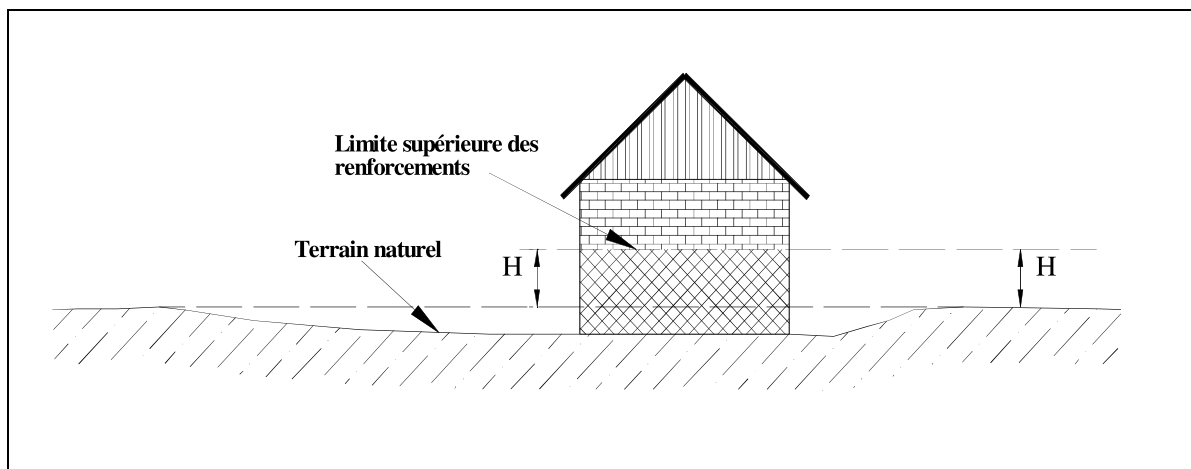 Limite supérieure des
renforcements
Terrain naturel
H
H